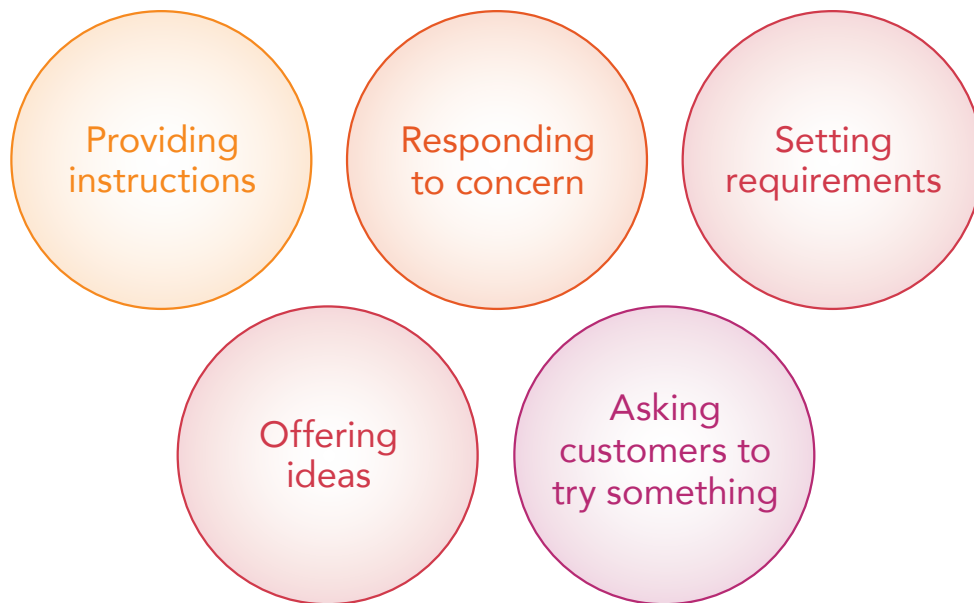 Providing
instructions
Responding
to concern
Setting
requirements
Offering
ideas
Asking
customers to
try something